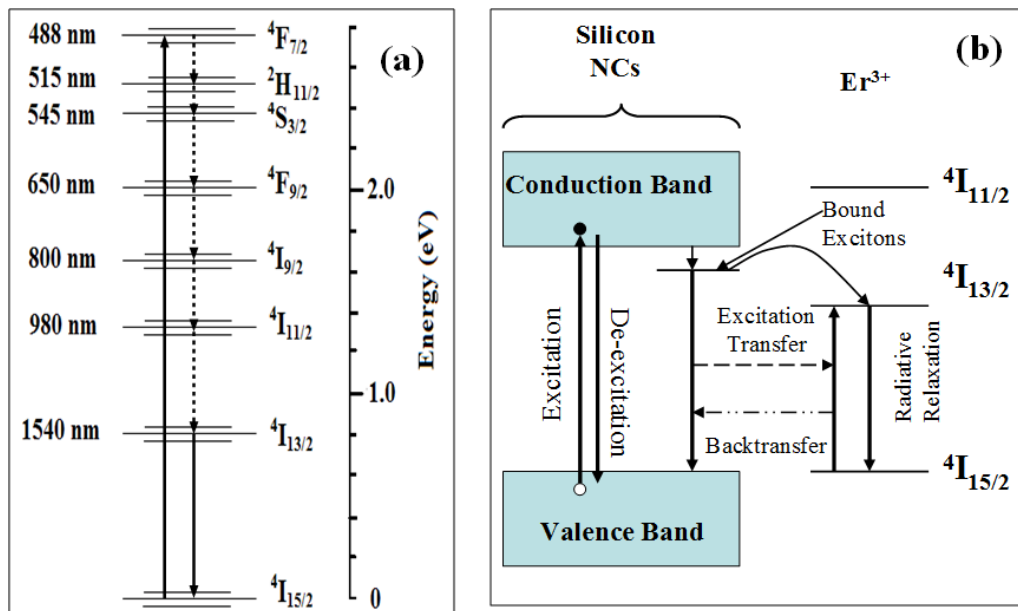 488 nm
⁴F₇/₂
(a)
515 nm
²H₁₁/₂
545 nm
⁴S₃/₂
650 nm
⁴F₉/₂
2.0
800 nm
⁴I₉/₂
980 nm
⁴I₁₁/₂
1.0
1540 nm
⁴I₁₃/₂
⁴I₁₅/₂
0
Energy (eV)
Silicon
NCs
(b)
Er³⁺
Conduction Band
⁴I₁₁/₂
Bound
Excitons
⁴I₁₃/₂
Excitation
De-excitation
Excitation
Transfer
Radiative
Relaxation
Backtransfer
⁴I₁₅/₂
Valence Band